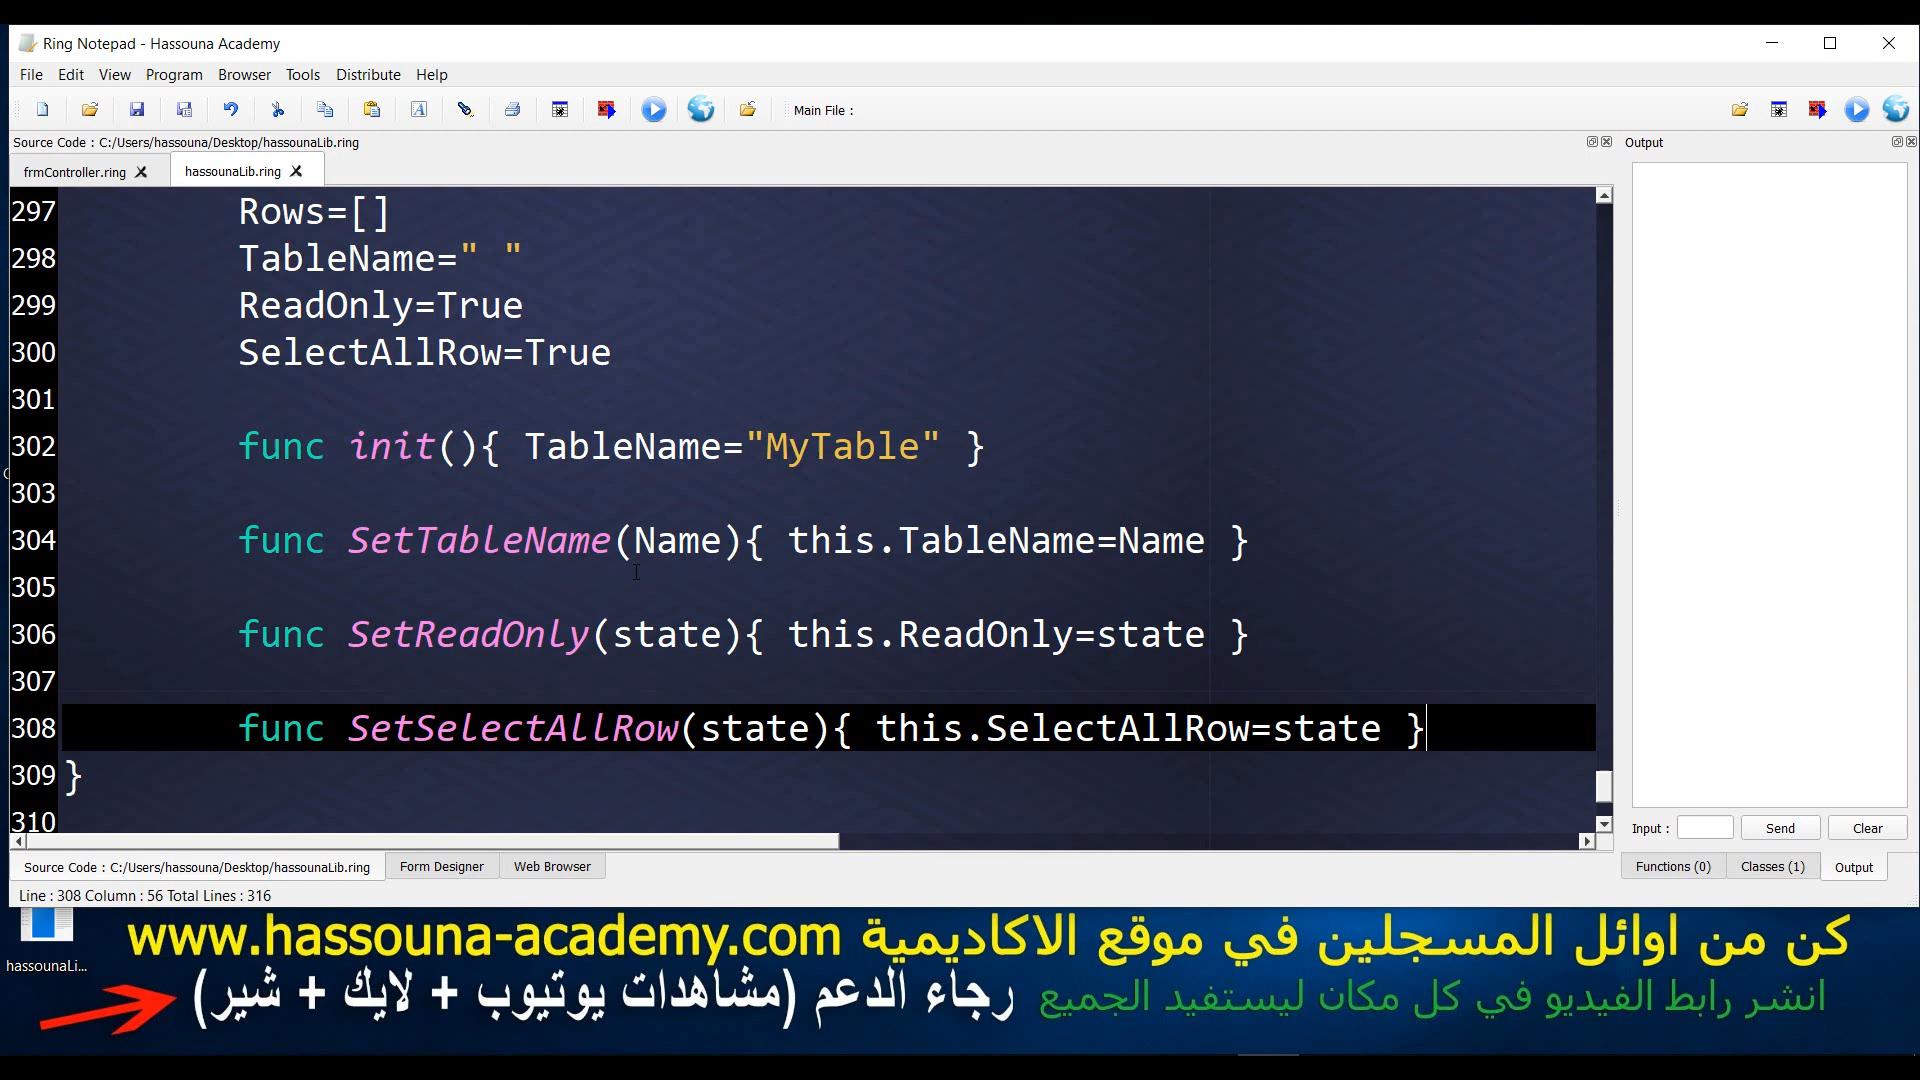 Ring Notepad - Hassouna Academy
File Edit View Program Browser Tools Distribute Help
Main File :
Source Code : C:/Users/hassouna/Desktop/hassounaLib.ring
Output
frmController.ring
hassounaLib.ring
297 Rows=[]
298 TableName=" "
299 ReadOnly=True
300 SelectAllRow=True
301
302 func init(){ TableName="MyTable" }
303
304 func SetTableName(Name){ this.TableName=Name }
305
306 func SetReadOnly(state){ this.ReadOnly=state }
307
308 func SetSelectAllRow(state){ this.SelectAllRow=state }
309 }
310
Input : Send Clear
Source Code : C:/Users/hassouna/Desktop/hassounaLib.ring Form Designer Web Browser
Functions (0) Classes (1) Output
Line : 308 Column : 56 Total Lines : 316
كن من اوائل المسجلين في موقع الاكاديمية www.hassouna-academy.com
hassounaLi...
انشر رابط الفيديو في كل مكان ليستفيد الجميع رجاء الدعم (مشاهدات يوتيوب + لايك + شير)